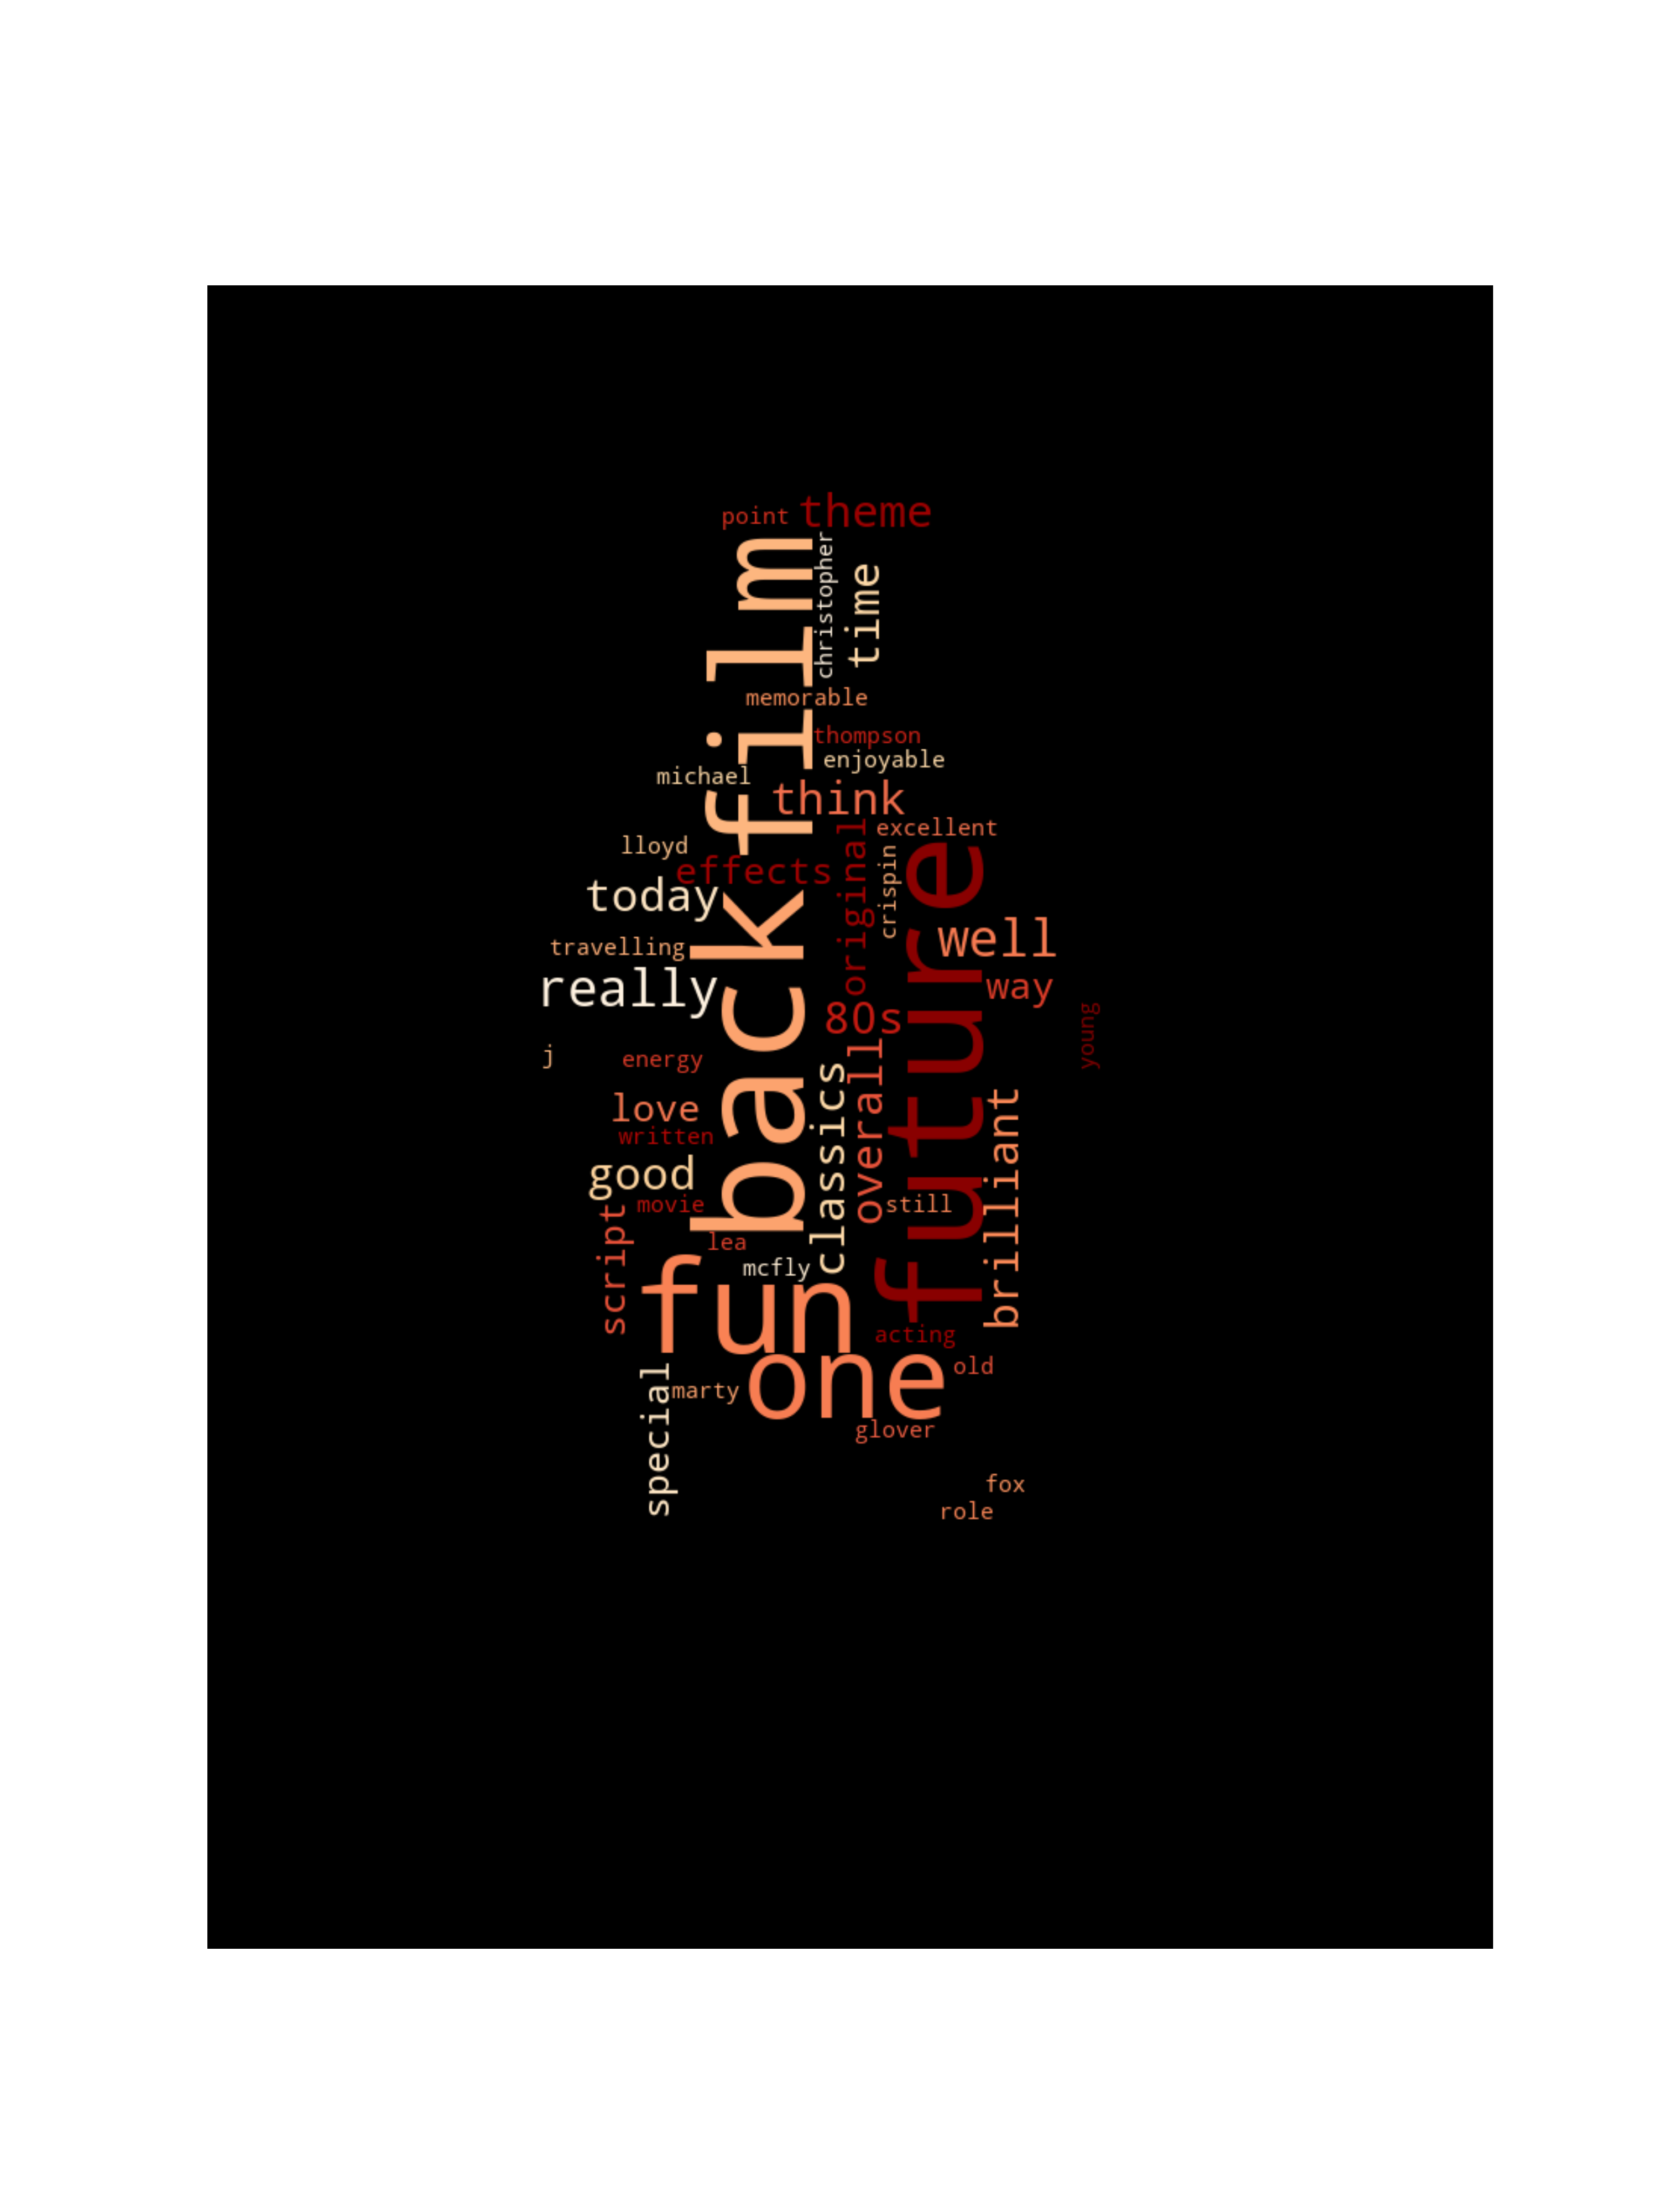 point
theme
film
christopher
time
memorable
thompson
enjoyable
michael
think
excellent
lloyd
effects
original
crispin
today
future
well
travelling
back
really
way
80s
young
j
energy
overall
classics
love
brilliant
written
good
movie
still
script
lea
mcfly
fun
acting
one
old
special
marty
glover
fox
role